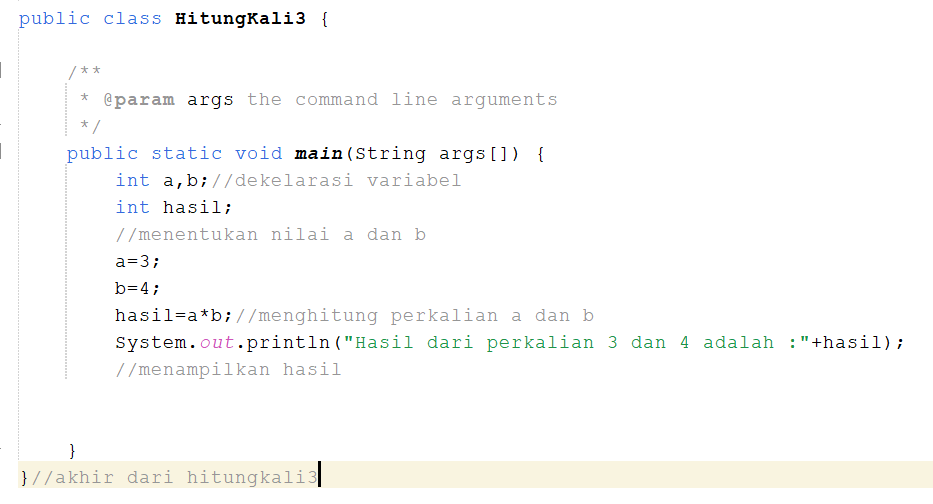 public class HitungKali3 {
/**
* @param args the command line arguments
*/
public static void main(String args[]) {
int a,b;//dekelarasi variabel
int hasil;
//menentukan nilai a dan b
a=3;
b=4;
hasil=a*b;//menghitung perkalian a dan b
System.out.println("Hasil dari perkalian 3 dan 4 adalah :"+hasil);
//menampilkan hasil
}
}//akhir dari hitungkali3